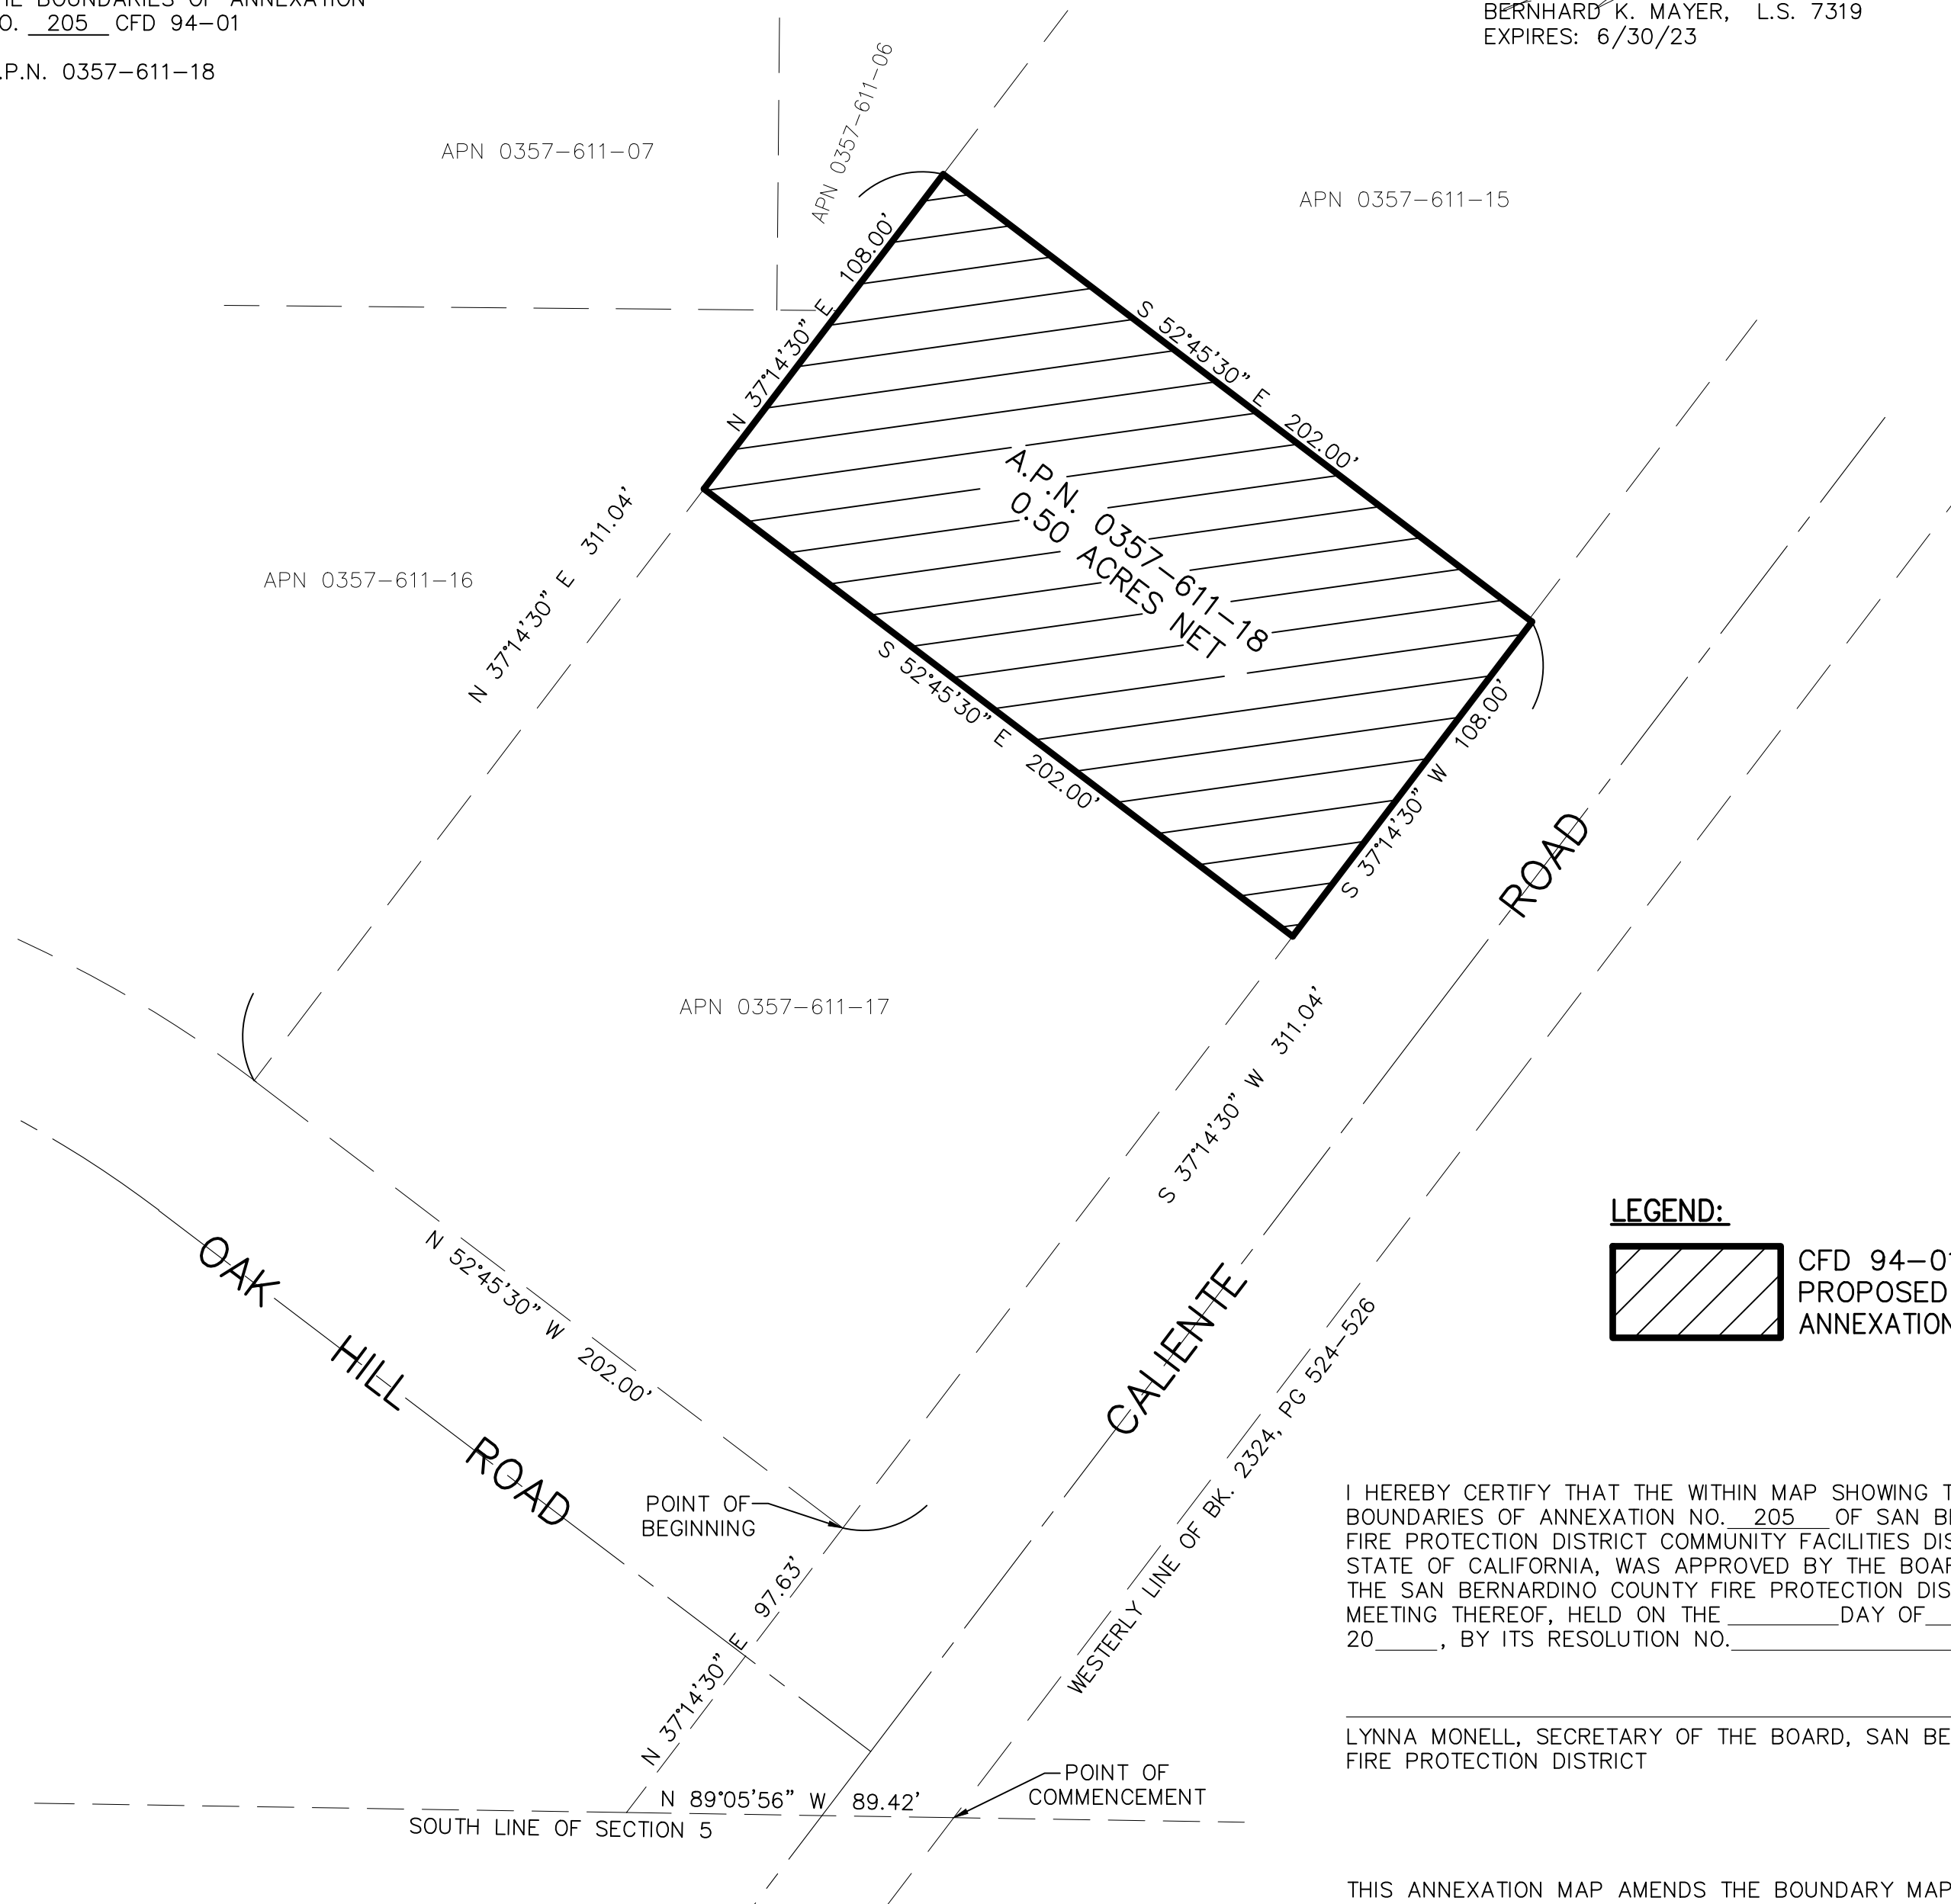 THE BOUNDARIES OF ANNEXATION
O. 205 CFD 94-01
.P.N. 0357-611-18
BERNHARD K. MAYER, L.S. 7319
EXPIRES: 6/30/23
APN 0357-611-07
APN 0357-611-06
APN 0357-611-15
N 37°14'30" E 108.00'
S 52°45'30" E 202.00'
A.P.N. 0357-611-18
0.50 ACRES NET
N 37°14'30" E 311.04'
APN 0357-611-16
S 52°45'30" E 202.00'
S 37°14'30" W 108.00'
APN 0357-611-17
S 37°14'30" W 311.04'
CALIENTE ROAD
OAK HILL ROAD
N 52°45'30" W 202.00'
LEGEND:
CFD 94-01
PROPOSED
ANNEXATION
WESTERLY LINE OF BK. 2324, PG 524-526
POINT OF
BEGINNING
N 37°14'30" E 97.63'
POINT OF
COMMENCEMENT
N 89°05'56" W 89.42'
SOUTH LINE OF SECTION 5
I HEREBY CERTIFY THAT THE WITHIN MAP SHOWING T
BOUNDARIES OF ANNEXATION NO. 205 OF SAN BE
FIRE PROTECTION DISTRICT COMMUNITY FACILITIES DIS
STATE OF CALIFORNIA, WAS APPROVED BY THE BOAR
THE SAN BERNARDINO COUNTY FIRE PROTECTION DIS
MEETING THEREOF, HELD ON THE ________ DAY OF __
20_____, BY ITS RESOLUTION NO.________________
LYNNA MONELL, SECRETARY OF THE BOARD, SAN BE
FIRE PROTECTION DISTRICT
THIS ANNEXATION MAP AMENDS THE BOUNDARY MAP